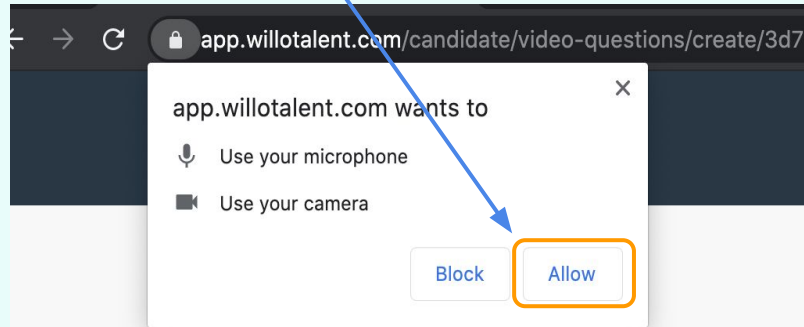 app.willotalent.com/candidate/video-questions/create/3d7
app.willotalent.com wants to
Use your microphone
Use your camera
Block Allow